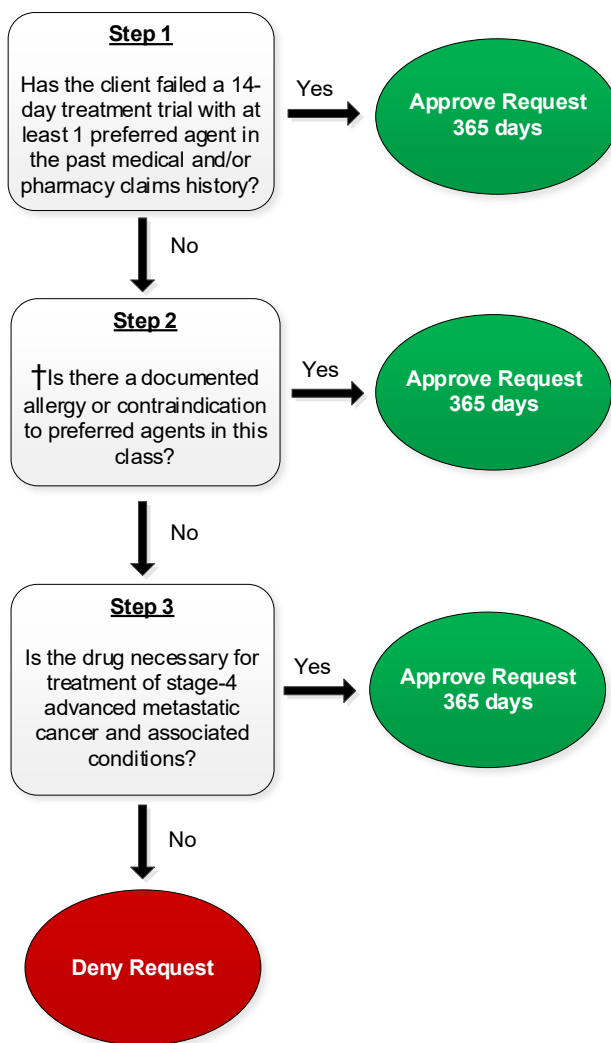 Step 1
Has the client failed a 14-
day treatment trial with at
least 1 preferred agent in
the past medical and/or
pharmacy claims history?
Yes
Approve Request
365 days
No
Step 2
†Is there a documented
allergy or contraindication
to preferred agents in this
class?
Yes
Approve Request
365 days
No
Step 3
Is the drug necessary for
treatment of stage-4
advanced metastatic
cancer and associated
conditions?
Yes
Approve Request
365 days
No
Deny Request